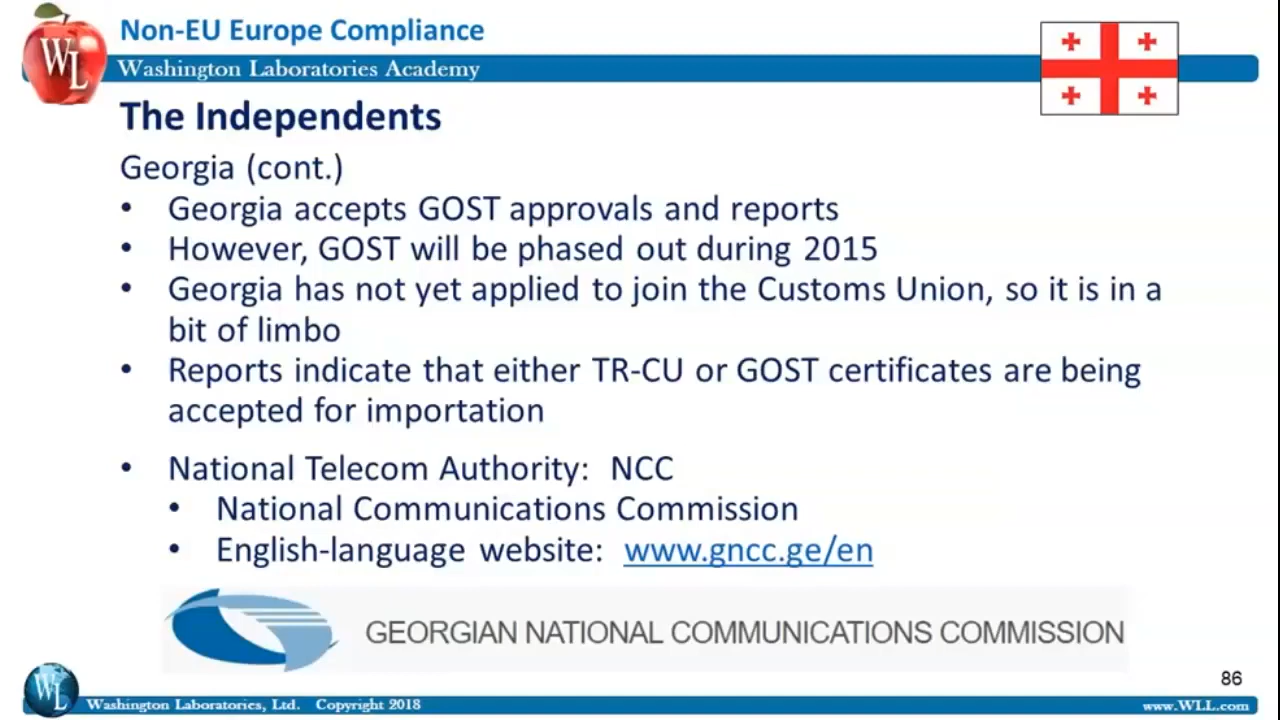 Non-EU Europe Compliance
WL
Washington Laboratories Academy
The Independents
Georgia (cont.)
• Georgia accepts GOST approvals and reports
• However, GOST will be phased out during 2015
• Georgia has not yet applied to join the Customs Union, so it is in a
bit of limbo
• Reports indicate that either TR-CU or GOST certificates are being
accepted for importation
• National Telecom Authority: NCC
• National Communications Commission
• English-language website: www.gncc.ge/en
GEORGIAN NATIONAL COMMUNICATIONS COMMISSION
86
WL
Washington Laboratories, Ltd. Copyright 2018
www.WLL.com